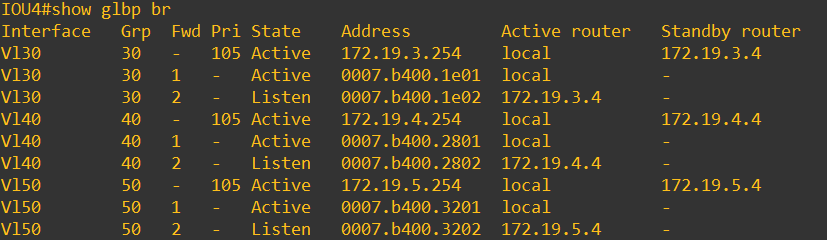 IOU4#show glbp br
Interface   Grp  Fwd Pri State    Address         Active router   Standby router
Vl30        30   -   105 Active   172.19.3.254    local           172.19.3.4
Vl30        30   1   -   Active   0007.b400.1e01  local           -
Vl30        30   2   -   Listen   0007.b400.1e02  172.19.3.4      -
Vl40        40   -   105 Active   172.19.4.254    local           172.19.4.4
Vl40        40   1   -   Active   0007.b400.2801  local           -
Vl40        40   2   -   Listen   0007.b400.2802  172.19.4.4      -
Vl50        50   -   105 Active   172.19.5.254    local           172.19.5.4
Vl50        50   1   -   Active   0007.b400.3201  local           -
Vl50        50   2   -   Listen   0007.b400.3202  172.19.5.4      -